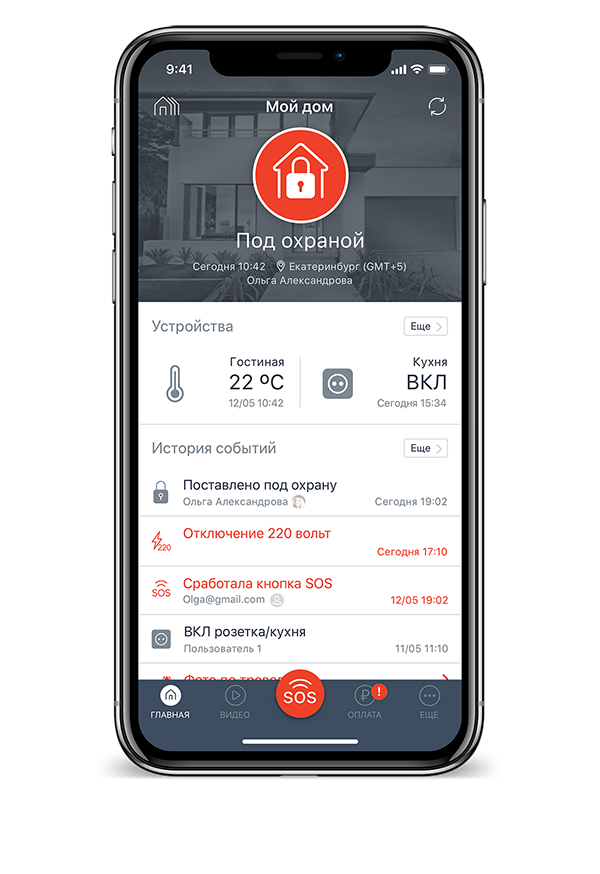 9:41
Мой дом
Под охраной
Сегодня 10:42 Екатеринбург (GMT+5)
Ольга Александрова
Устройства
Еще
Гостиная
22 ºC
12/05 10:42
Кухня
ВКЛ
Сегодня 15:34
История событий
Еще
Поставлено под охрану
Ольга Александрова
Сегодня 19:02
220
Отключение 220 вольт
Сегодня 17:10
SOS
Сработала кнопка SOS
Olga@gmail.com
12/05 19:02
ВКЛ розетка/кухня
Пользователь 1
11/05 11:10
Фото по
SOS
!
ГЛАВНАЯ
ВИДЕО
ОПЛАТА
ЕЩЕ